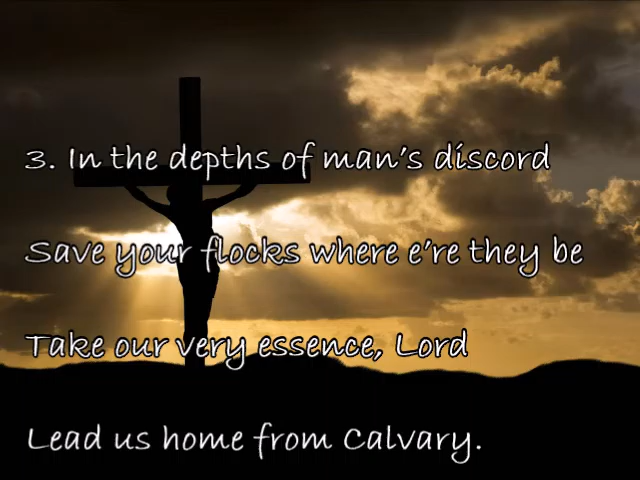 3. In the depths of man's discord
Save your flocks where e're they be
Take our very essence, Lord
Lead us home from Calvary.